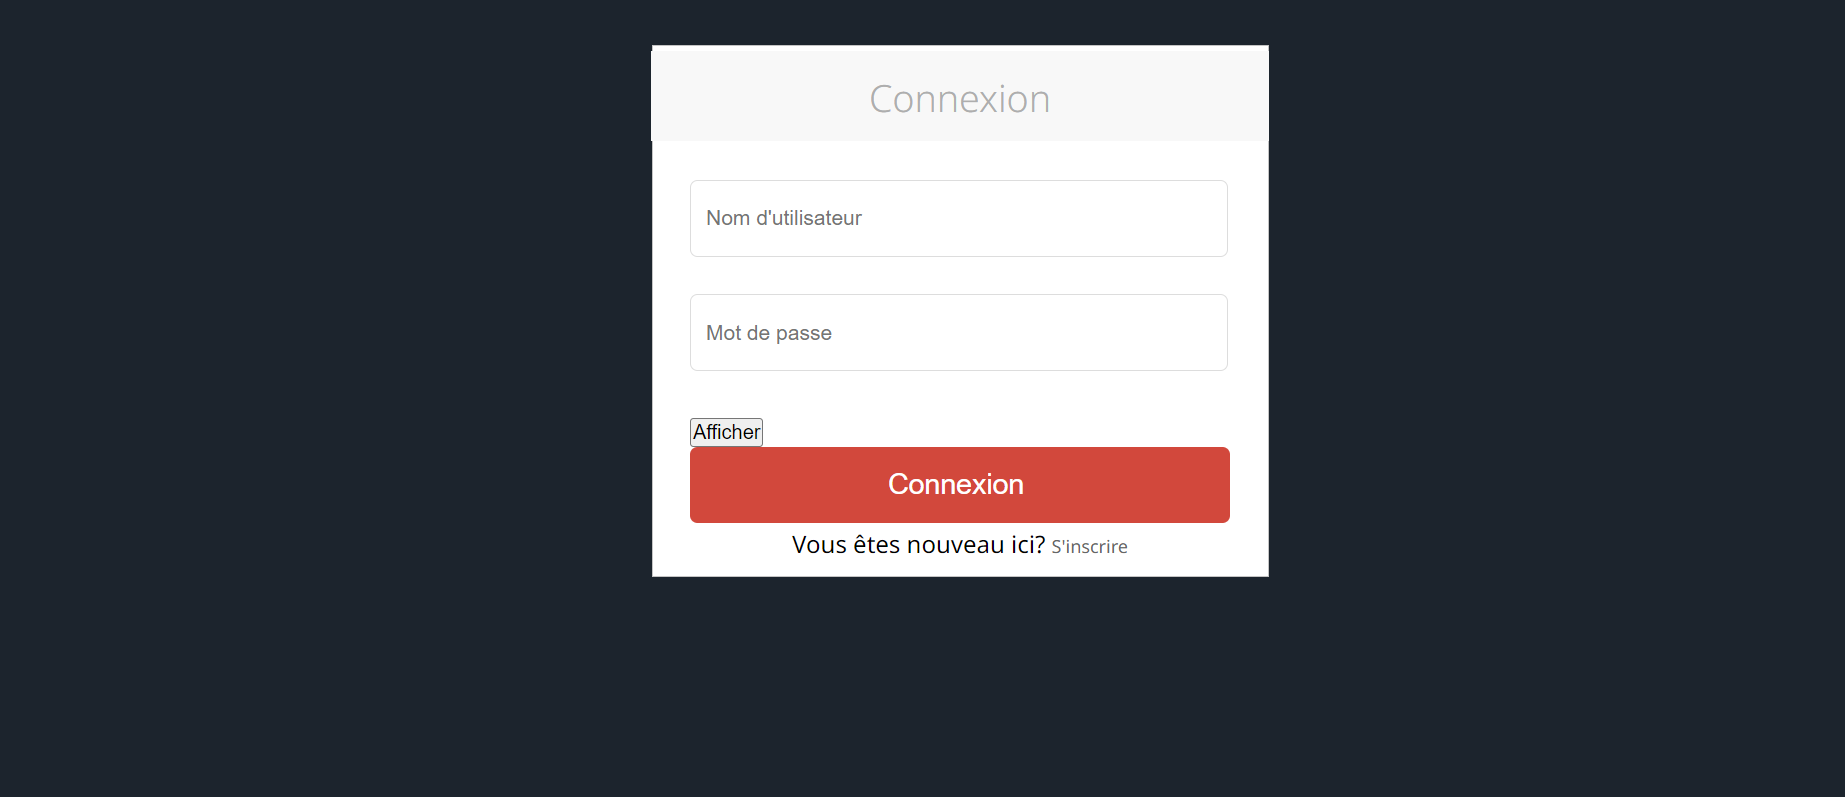 Connexion
Nom d'utilisateur
Mot de passe
Afficher
Connexion
Vous êtes nouveau ici? S'inscrire